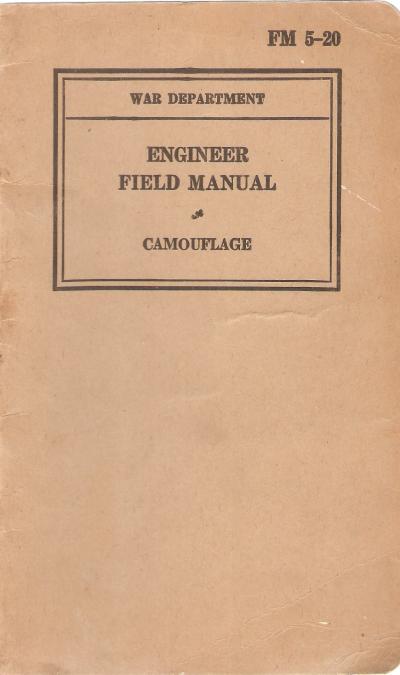 FM 5-20
WAR DEPARTMENT
ENGINEER
FIELD MANUAL
CAMOUFLAGE